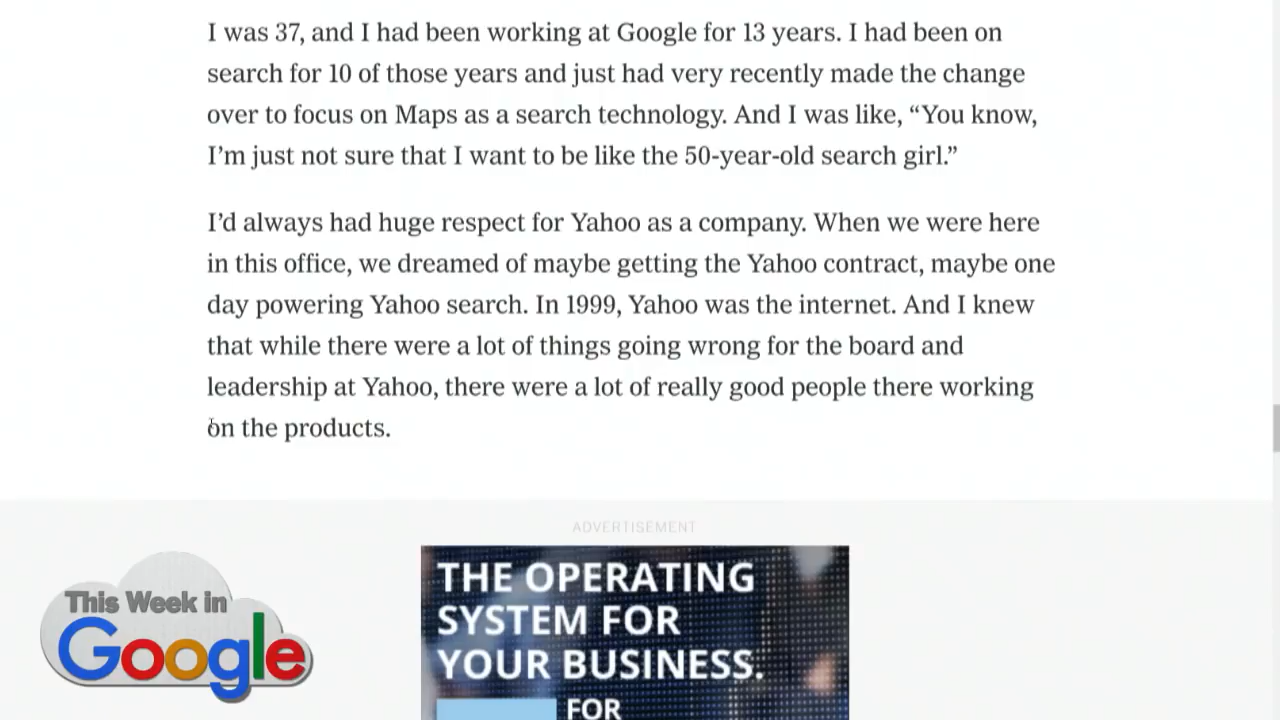 I was 37, and I had been working at Google for 13 years. I had been on
search for 10 of those years and just had very recently made the change
over to focus on Maps as a search technology. And I was like, “You know,
I’m just not sure that I want to be like the 50-year-old search girl.”
I’d always had huge respect for Yahoo as a company. When we were here
in this office, we dreamed of maybe getting the Yahoo contract, maybe one
day powering Yahoo search. In 1999, Yahoo was the internet. And I knew
that while there were a lot of things going wrong for the board and
leadership at Yahoo, there were a lot of really good people there working
on the products.
ADVERTISEMENT
THE OPERATING
SYSTEM FOR
YOUR BUSINESS.
FOR
This Week in
Google